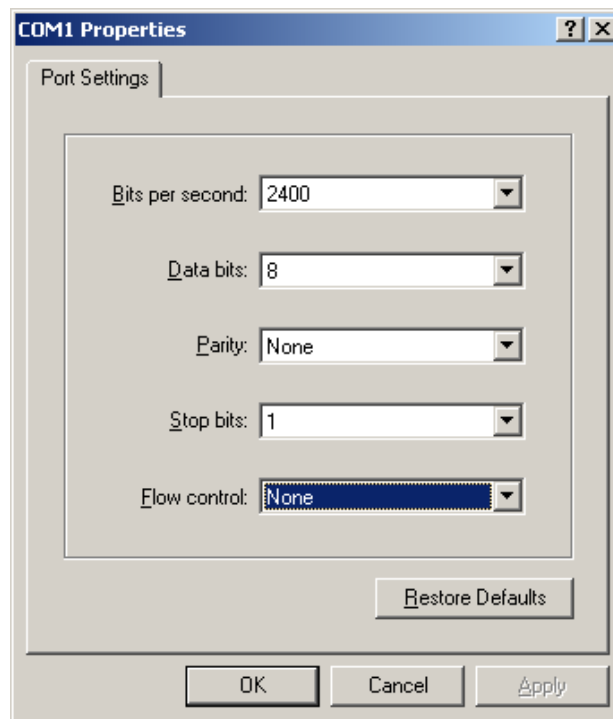 COM1 Properties
Port Settings
Bits per second: 2400
Data bits: 8
Parity: None
Stop bits: 1
Flow control: None
Restore Defaults
OK Cancel Apply